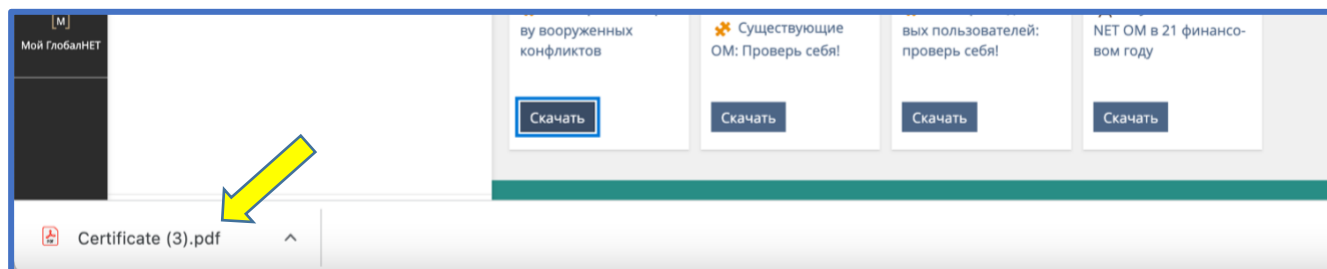 [M]
Мой ГлобалНЕТ
ву вооруженных
конфликтов
Скачать
Существующие
ОМ: Проверь себя!
Скачать
вых пользователей:
проверь себя!
Скачать
NET ОМ в 21 финансо-
вом году
Скачать
Certificate (3).pdf